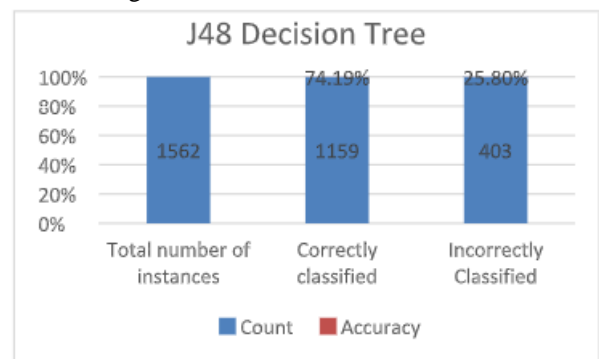 J48 Decision Tree
100%
80%
60%
40%
20%
0%
74.19%
25.80%
1562
1159
403
Total number of
instances
Correctly
classified
Incorrectly
Classified
Count
Accuracy